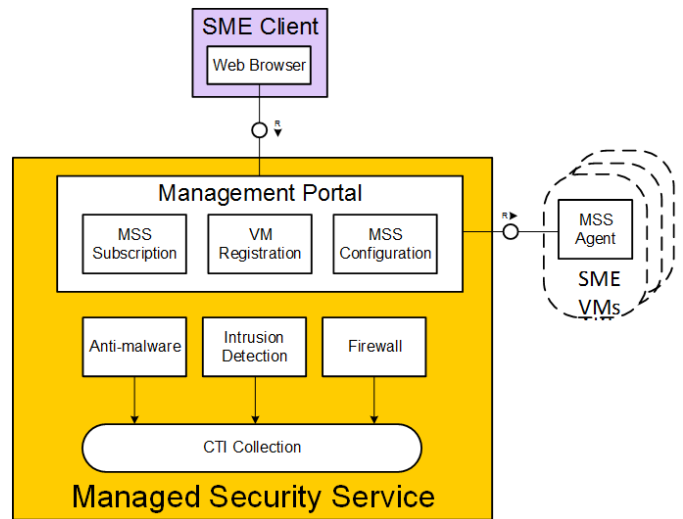 SME Client
Web Browser
R
Management Portal
MSS
Subscription
VM
Registration
MSS
Configuration
R
MSS
Agent
SME
VMs
Anti-malware
Intrusion
Detection
Firewall
CTI Collection
Managed Security Service